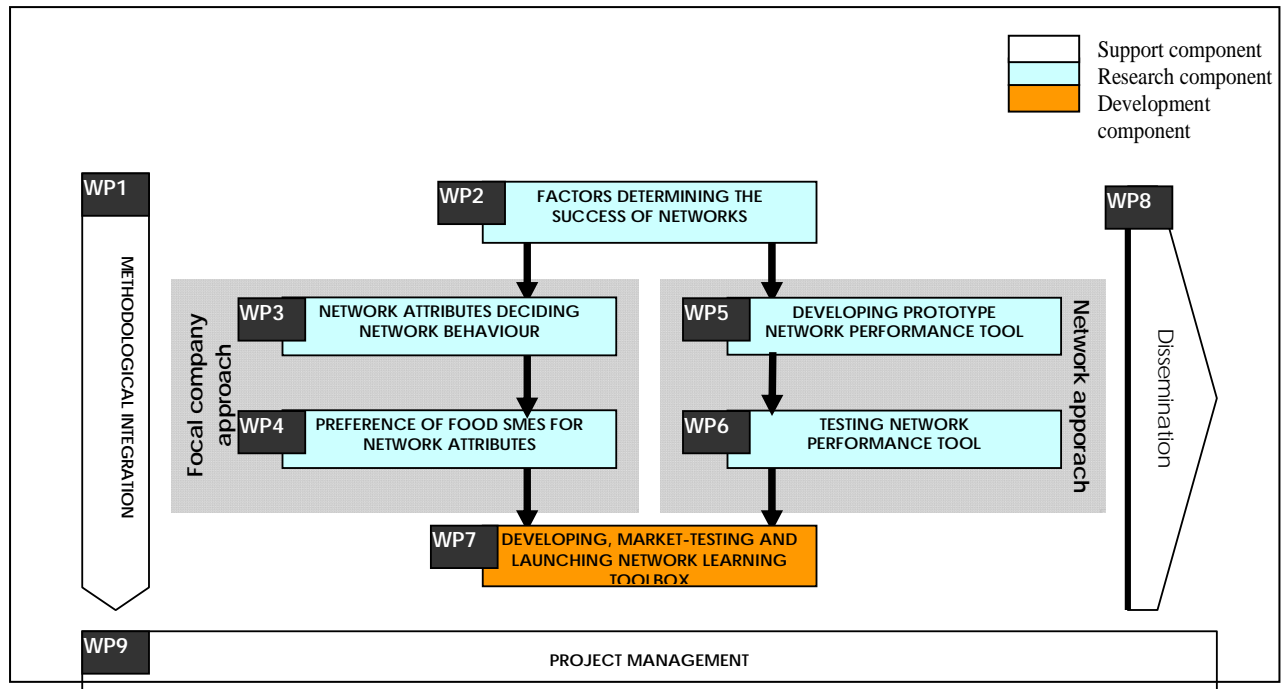 Support component
Research component
Development
component
WP1
METHODOLOGICAL INTEGRATION
WP2
FACTORS DETERMINING THE
SUCCESS OF NETWORKS
WP8
Dissemination
Focal company
approach
WP3
NETWORK ATTRIBUTES DECIDING
NETWORK BEHAVIOUR
WP4
PREFERENCE OF FOOD SMES FOR
NETWORK ATTRIBUTES
WP5
DEVELOPING PROTOTYPE
NETWORK PERFORMANCE TOOL
WP6
TESTING NETWORK
PERFORMANCE TOOL
Network apporach
WP7
DEVELOPING, MARKET-TESTING AND
LAUNCHING NETWORK LEARNING
TOOLBOX
WP9
PROJECT MANAGEMENT